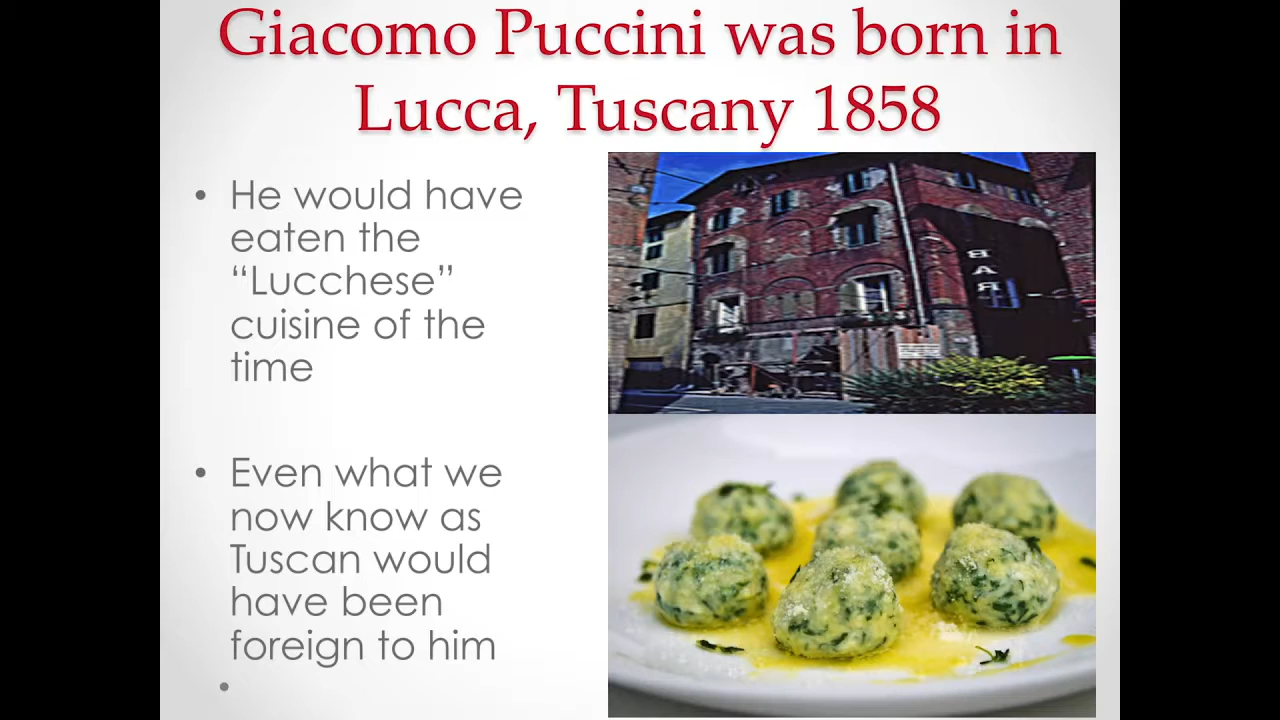 Giacomo Puccini was born in
Lucca, Tuscany 1858
• He would have
eaten the
“Lucchese”
cuisine of the
time
• Even what we
now know as
Tuscan would
have been
foreign to him
•
BAR